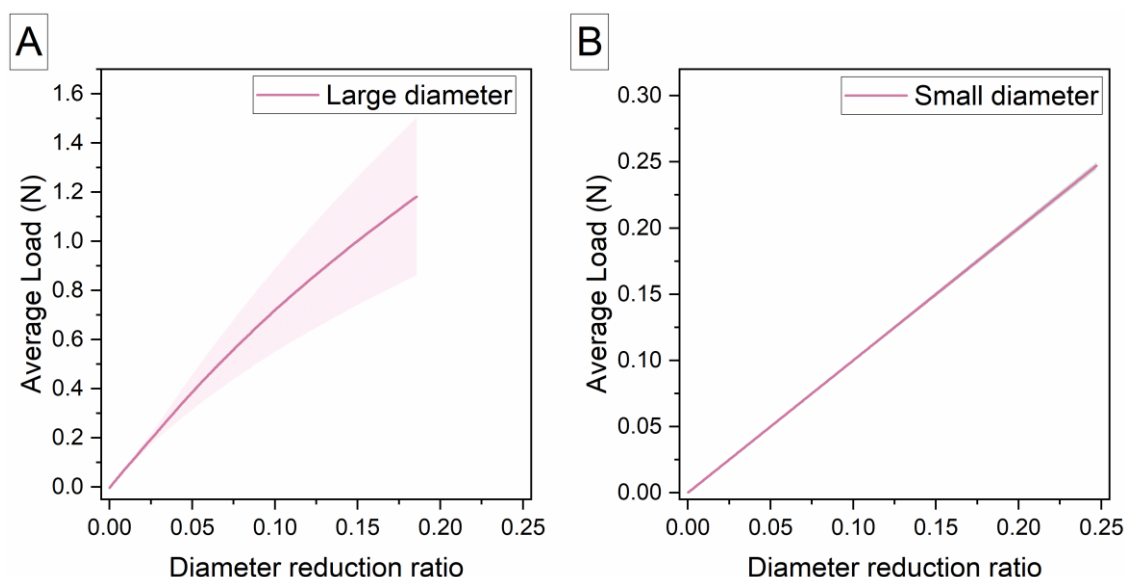 A
Large diameter
Average Load (N)
1.6
1.4
1.2
1.0
0.8
0.6
0.4
0.2
0.0
0.00 0.05 0.10 0.15 0.20 0.25
Diameter reduction ratio
B
Small diameter
Average Load (N)
0.30
0.25
0.20
0.15
0.10
0.05
0.00
0.00 0.05 0.10 0.15 0.20 0.25
Diameter reduction ratio